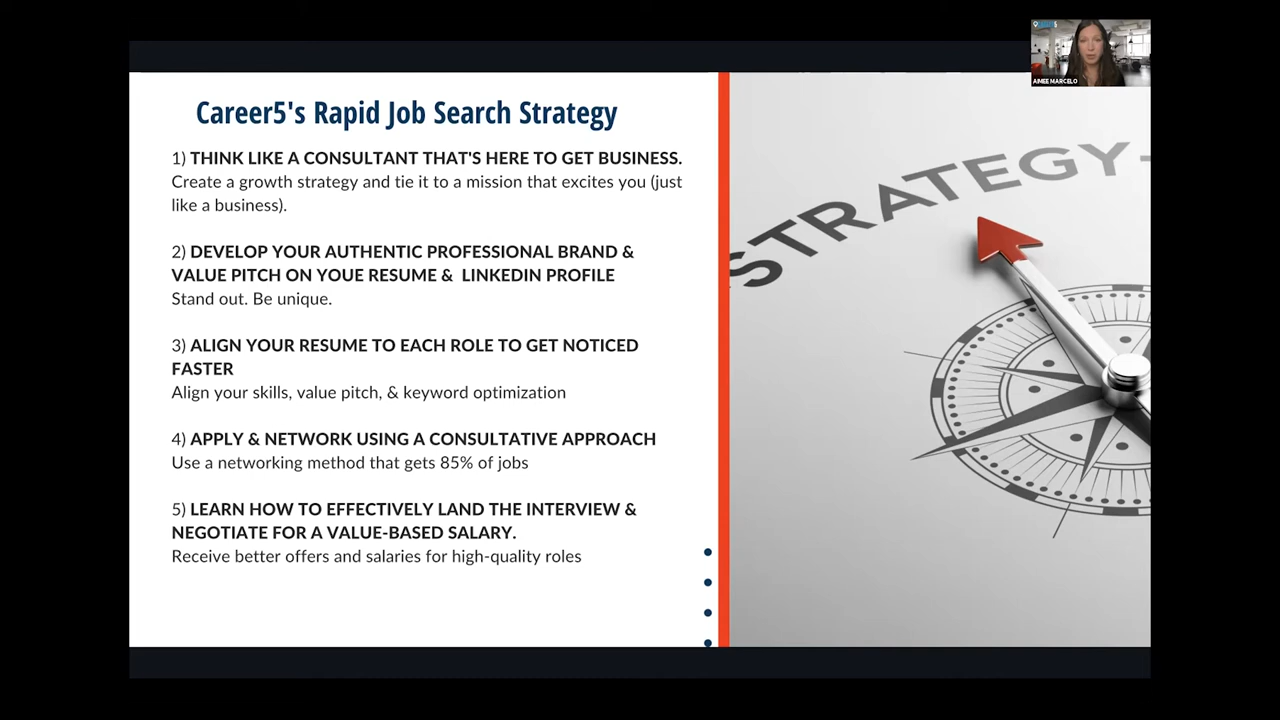 Career5's Rapid Job Search Strategy
1) THINK LIKE A CONSULTANT THAT'S HERE TO GET BUSINESS.
Create a growth strategy and tie it to a mission that excites you (just
like a business).
2) DEVELOP YOUR AUTHENTIC PROFESSIONAL BRAND &
VALUE PITCH ON YOUE RESUME & LINKEDIN PROFILE
Stand out. Be unique.
3) ALIGN YOUR RESUME TO EACH ROLE TO GET NOTICED
FASTER
Align your skills, value pitch, & keyword optimization
4) APPLY & NETWORK USING A CONSULTATIVE APPROACH
Use a networking method that gets 85% of jobs
5) LEARN HOW TO EFFECTIVELY LAND THE INTERVIEW &
NEGOTIATE FOR A VALUE-BASED SALARY.
Receive better offers and salaries for high-quality roles
STRATEGY-
AIMEE MARCELO